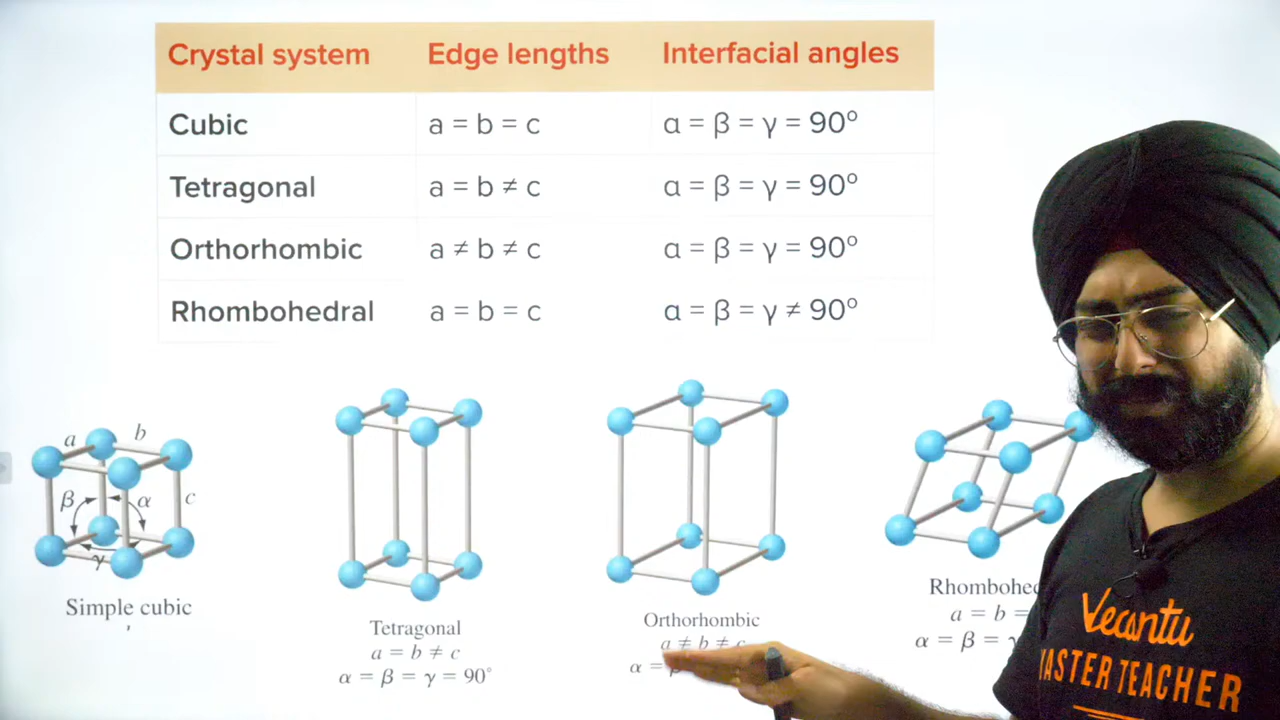 Crystal system Edge lengths Interfacial angles
Cubic a = b = c α = β = γ = 90°
Tetragonal a = b ≠ c α = β = γ = 90°
Orthorhombic a ≠ b ≠ c α = β = γ = 90°
Rhombohedral a = b = c α = β = γ ≠ 90°
a b
β α c
γ
Simple cubic
Tetragonal
a = b ≠ c
α = β = γ = 90°
Orthorhombic
a ≠ b ≠ c
α =
a = b =
α = β =
Vedantu
MASTER TEACHER